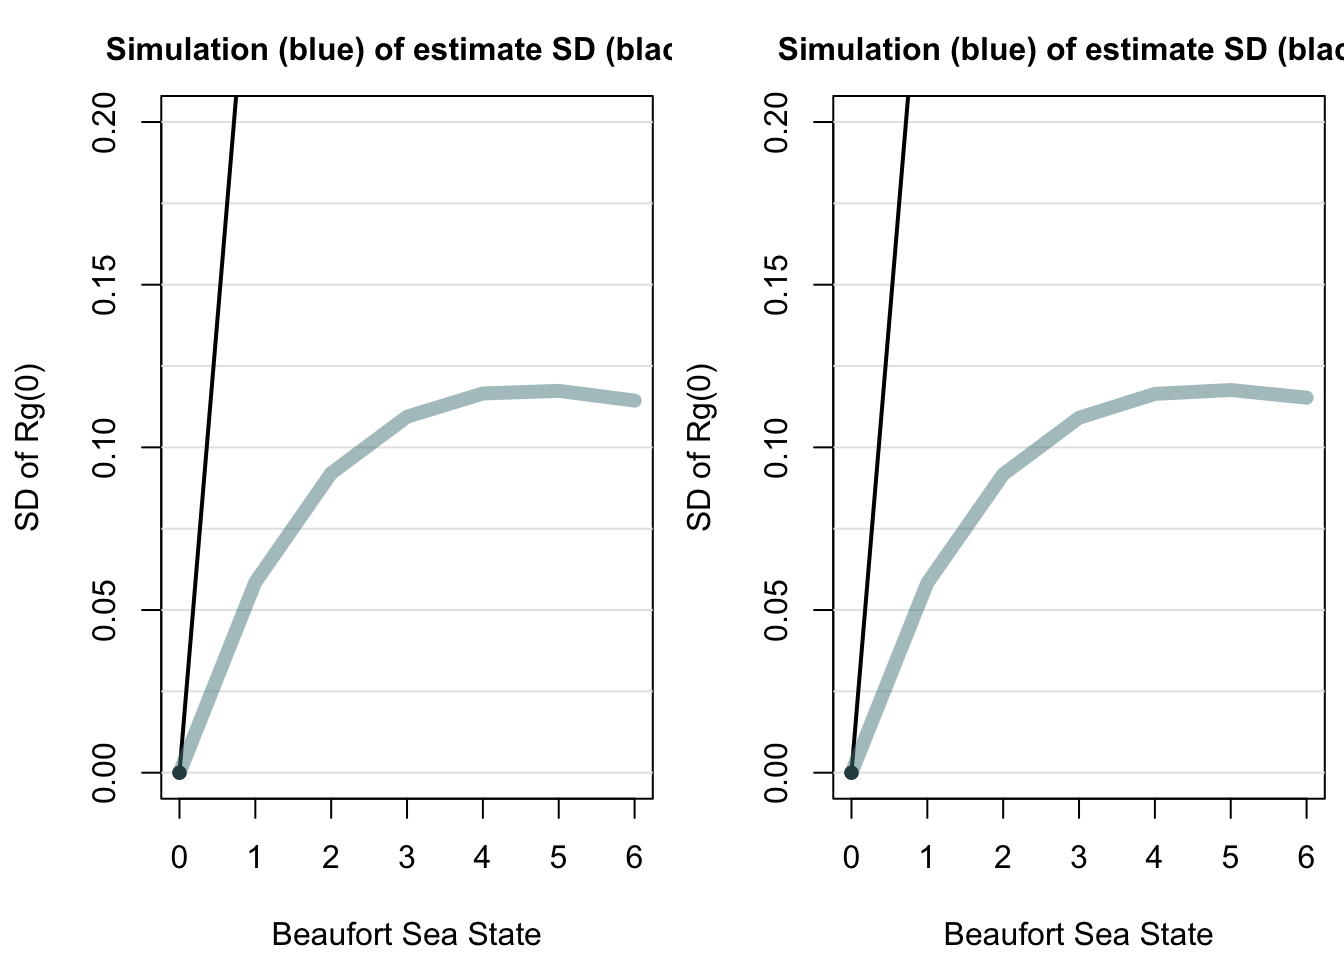 Simulation (blue) of estimate SD (blac
SD of Rg(0)
0.20
0.15
0.10
0.05
0.00
0 1 2 3 4 5 6
Beaufort Sea State
Simulation (blue) of estimate SD (blac
SD of Rg(0)
0.20
0.15
0.10
0.05
0.00
0 1 2 3 4 5 6
Beaufort Sea State